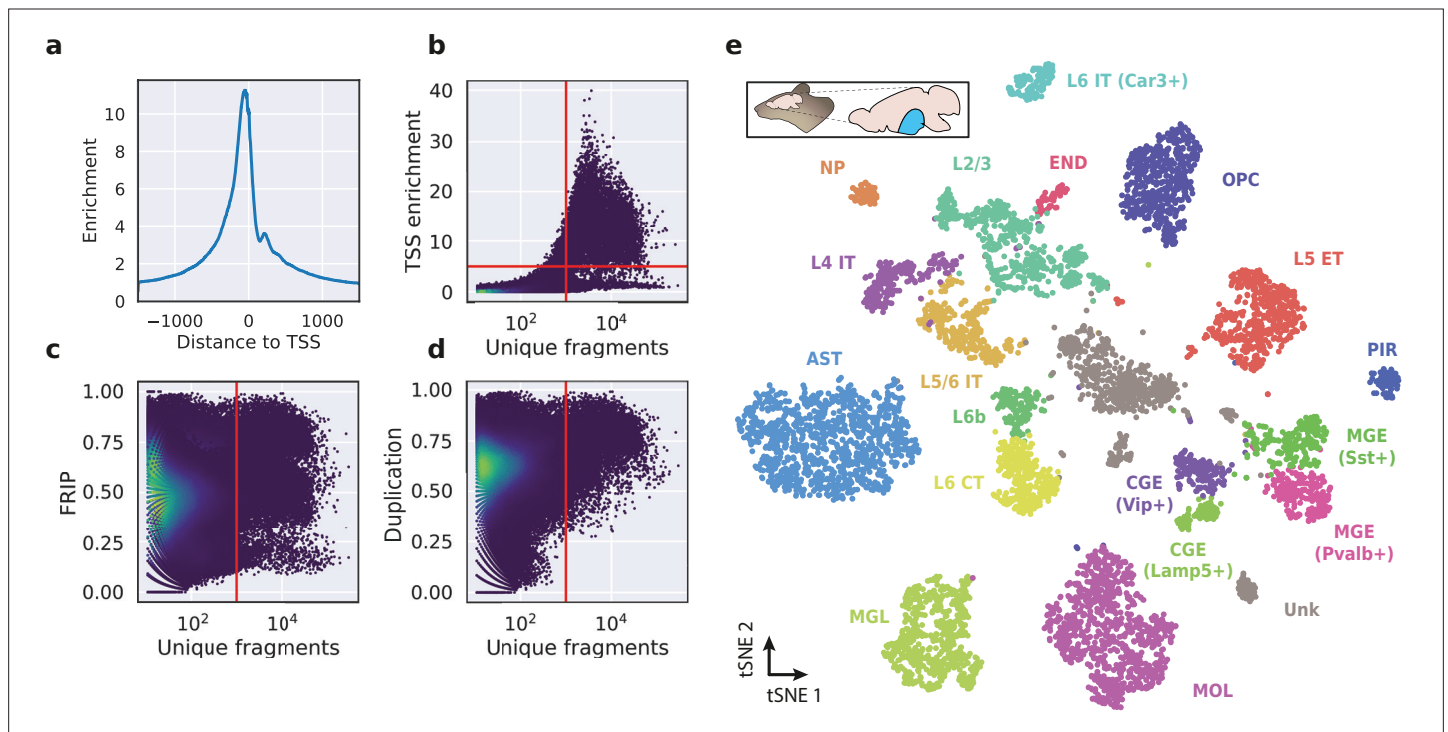 a
Enrichment
10
8
6
4
2
0
−1000
0
1000
Distance to TSS
b
TSS enrichment
40
30
20
10
0
10²
10⁴
Unique fragments
c
FRIP
1.00
0.75
0.50
0.25
0.00
10²
10⁴
Unique fragments
d
Duplication
1.00
0.75
0.50
0.25
0.00
10²
10⁴
Unique fragments
e
L6 IT (Car3+)
NP
L2/3
END
OPC
L4 IT
L5 ET
AST
L5/6 IT
PIR
L6b
MGE
(Sst+)
L6 CT
CGE
(Vip+)
MGE
(Pvalb+)
CGE
(Lamp5+)
Unk
MGL
MOL
tSNE 2
tSNE 1